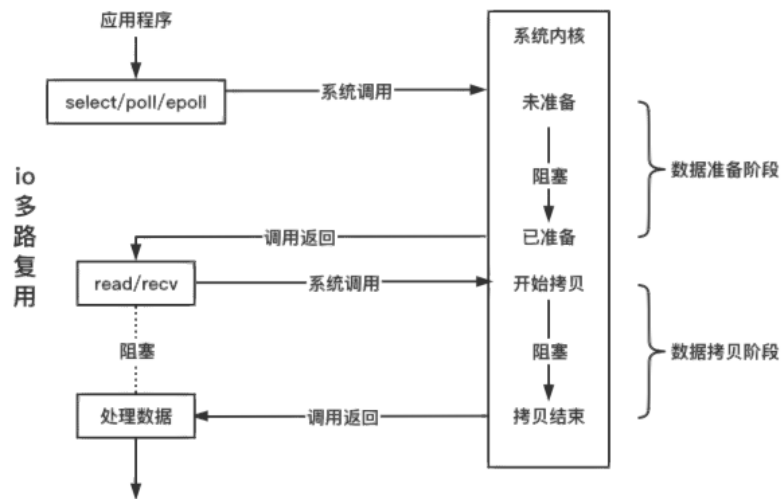 应用程序
系统内核
select/poll/epoll
系统调用
未准备
阻塞
数据准备阶段
io多路复用
调用返回
已准备
read/recv
系统调用
开始拷贝
阻塞
阻塞
数据拷贝阶段
处理数据
调用返回
拷贝结束